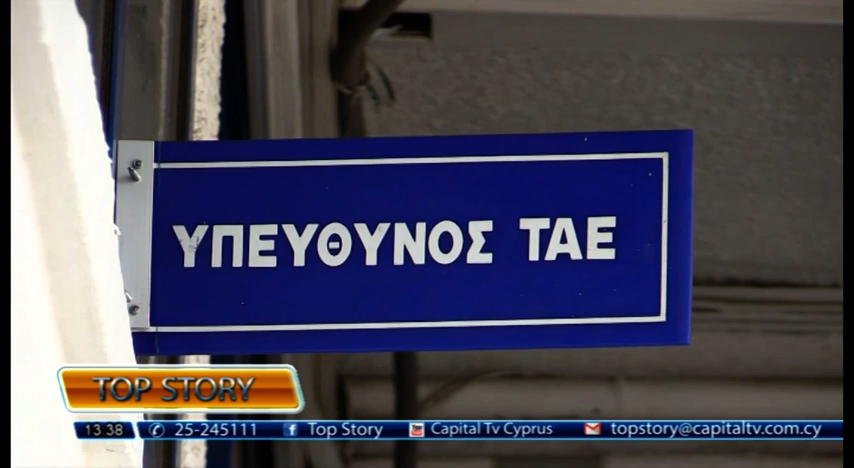 ΥΠΕΥΘΥΝΟΣ ΤΑΕ
TOP STORY
13:38 25-245111 f Top Story Capital Tv Cyprus topstory@capitaltv.com.cy